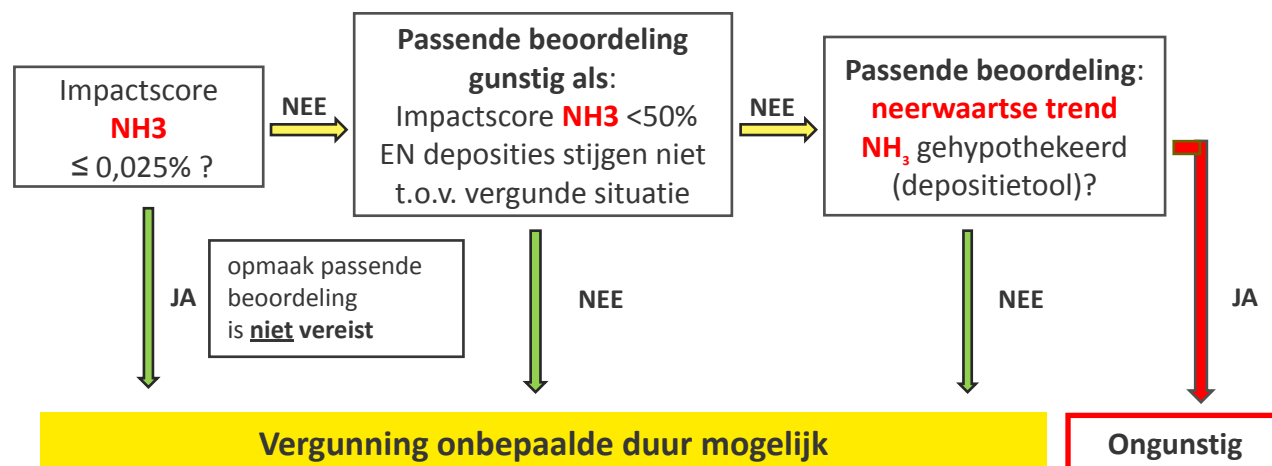 Impactscore
NH3
≤ 0,025% ?
NEE
Passende beoordeling
gunstig als:
Impactscore NH3 <50%
EN deposities stijgen niet
t.o.v. vergunde situatie
NEE
Passende beoordeling:
neerwaartse trend
NH₃ gehypothekeerd
(depositietool)?
JA
opmaak passende
beoordeling
is niet vereist
NEE
NEE
JA
Vergunning onbepaalde duur mogelijk
Ongunstig